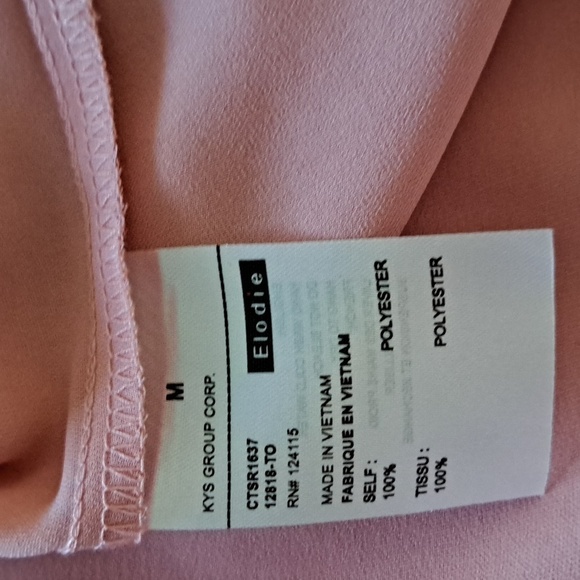 M
KYS GROUP CORP.
Elodie
CTSR1637
12818-TO
RN# 124115
MADE IN VIETNAM
FABRIQUE EN VIETNAM
SELF :
100% POLYESTER
TISSU :
100% POLYESTER